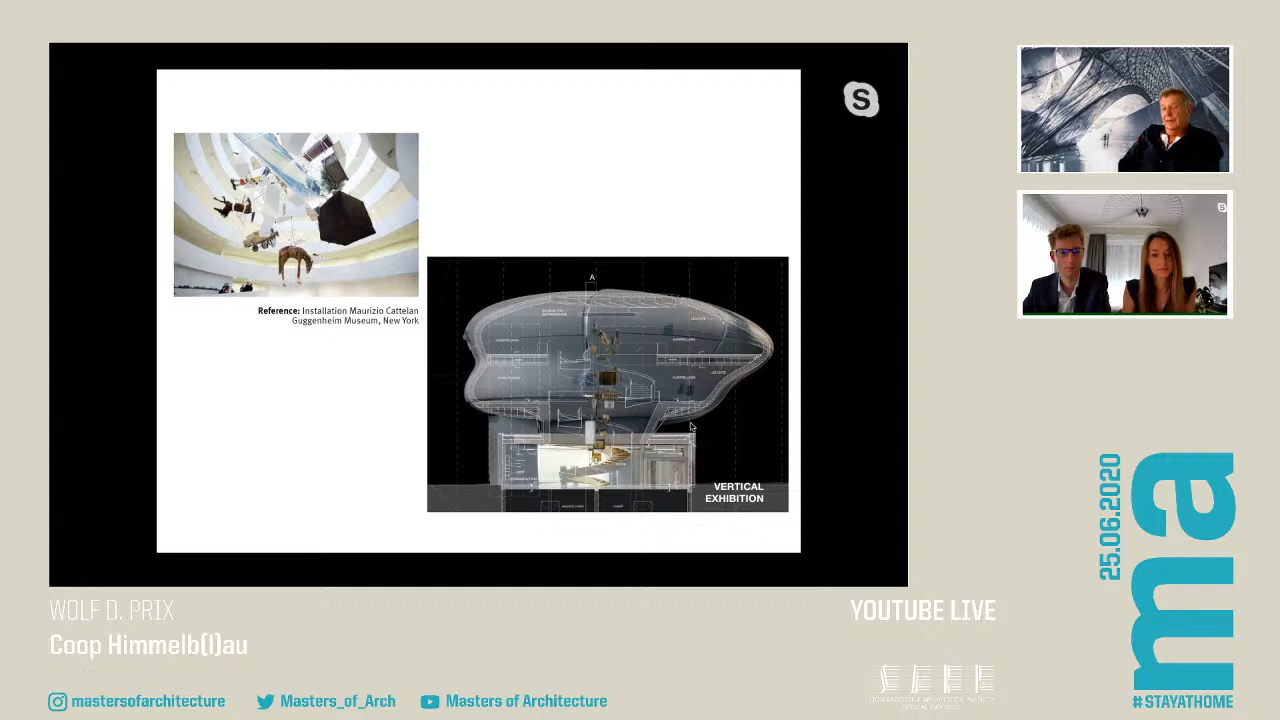 S
Reference: Installation Maurizio Cattelan
Guggenheim Museum, New York
A
VERTICAL
EXHIBITION
WOLF D. PRIX
Coop Himmelb(l)au
YOUTUBE LIVE
mastersofarchitecture
Masters_of_Arch
Masters of Architecture
25.06.2020
ma
#STAYATHOME